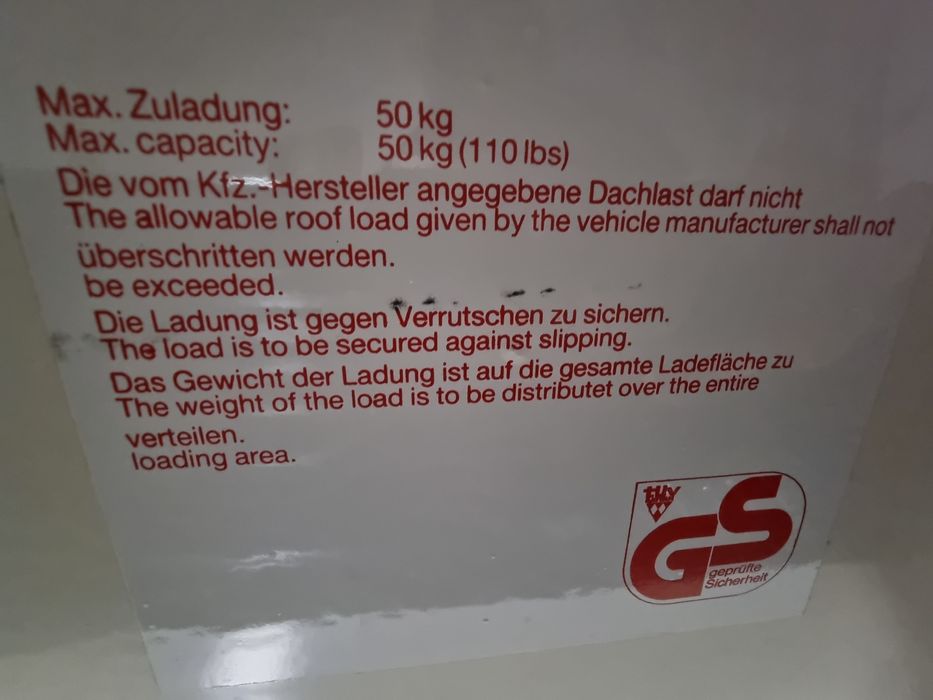 Max. Zuladung: 50 kg
Max. capacity: 50 kg (110 lbs)
Die vom Kfz.-Hersteller angegebene Dachlast darf nicht
The allowable roof load given by the vehicle manufacturer shall not
überschritten werden.
be exceeded.
Die Ladung ist gegen Verrutschen zu sichern.
The load is to be secured against slipping.
Das Gewicht der Ladung ist auf die gesamte Ladefläche zu
The weight of the load is to be distributet over the entire
verteilen.
loading area.
GS
geprüfte
Sicherheit